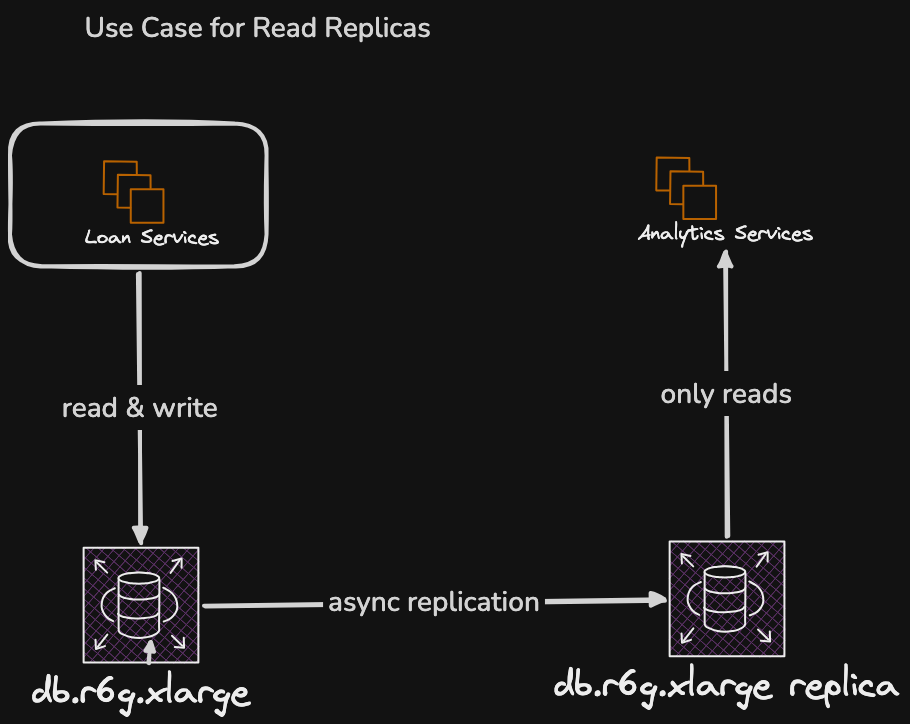 Use Case for Read Replicas
Loan Services
Analytics Services
read & write
only reads
async replication
db.r6g.xlarge
db.r6g.xlarge replica